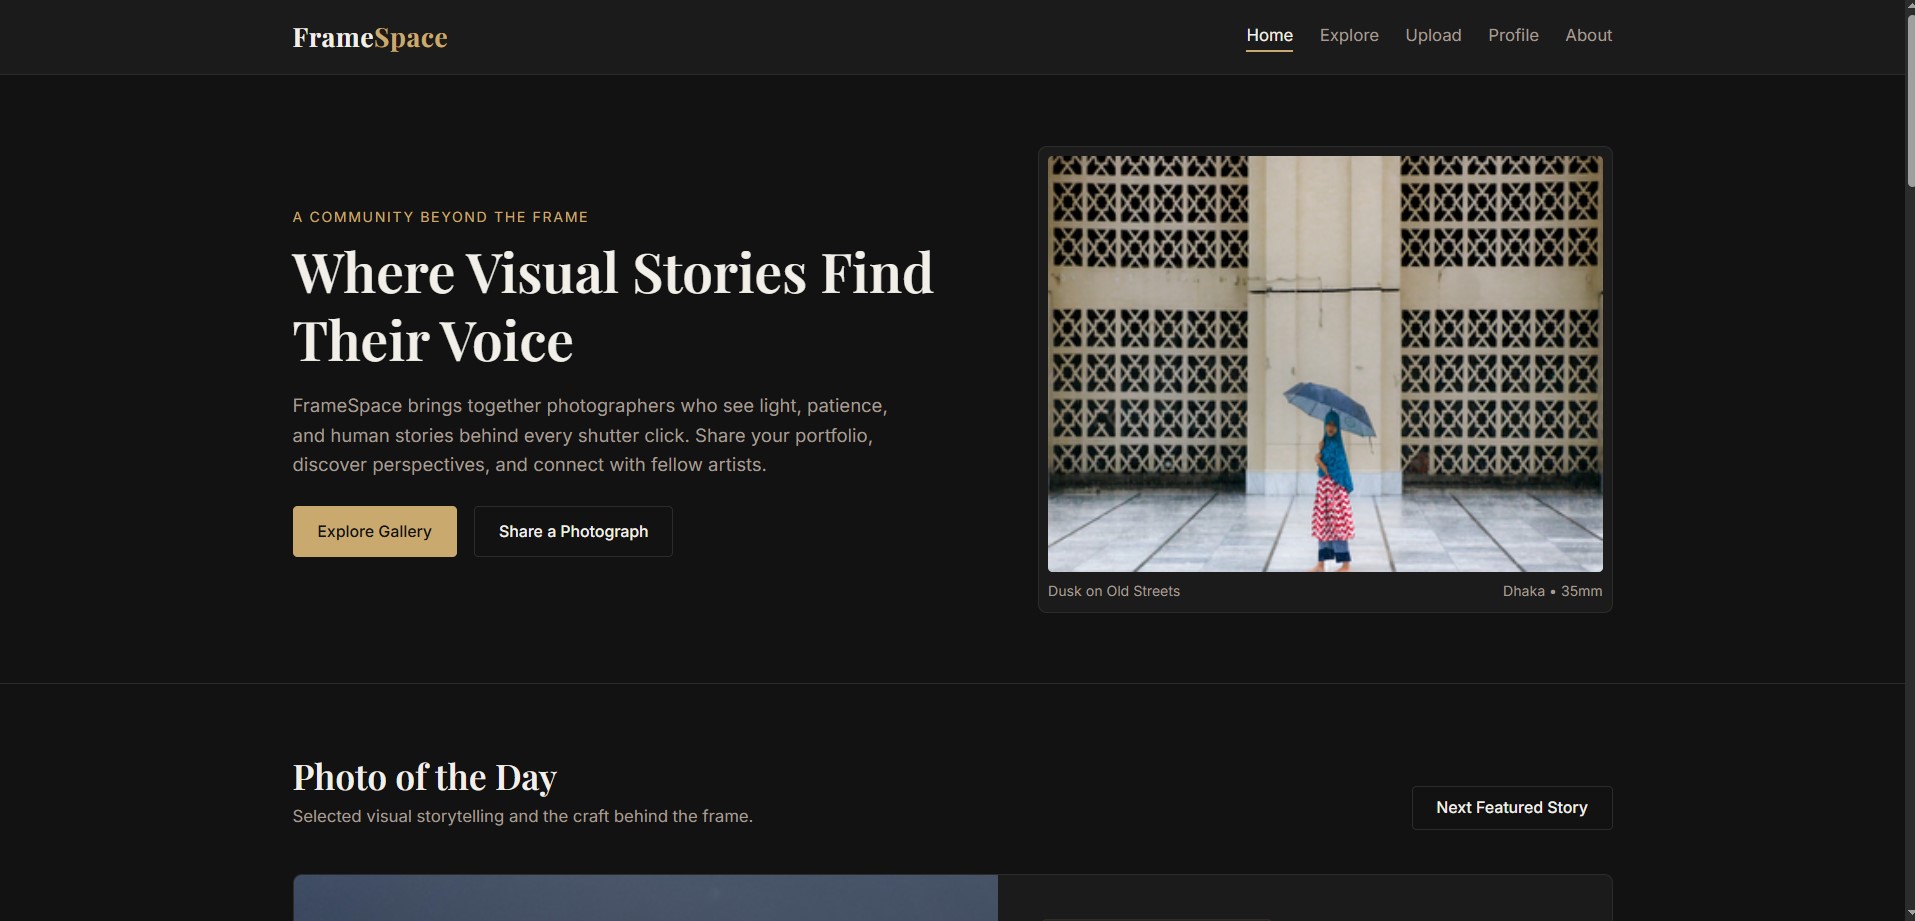 FrameSpace
Home Explore Upload Profile About
A COMMUNITY BEYOND THE FRAME
Where Visual Stories Find
Their Voice
FrameSpace brings together photographers who see light, patience,
and human stories behind every shutter click. Share your portfolio,
discover perspectives, and connect with fellow artists.
Explore Gallery
Share a Photograph
Dusk on Old Streets
Dhaka • 35mm
Photo of the Day
Selected visual storytelling and the craft behind the frame.
Next Featured Story